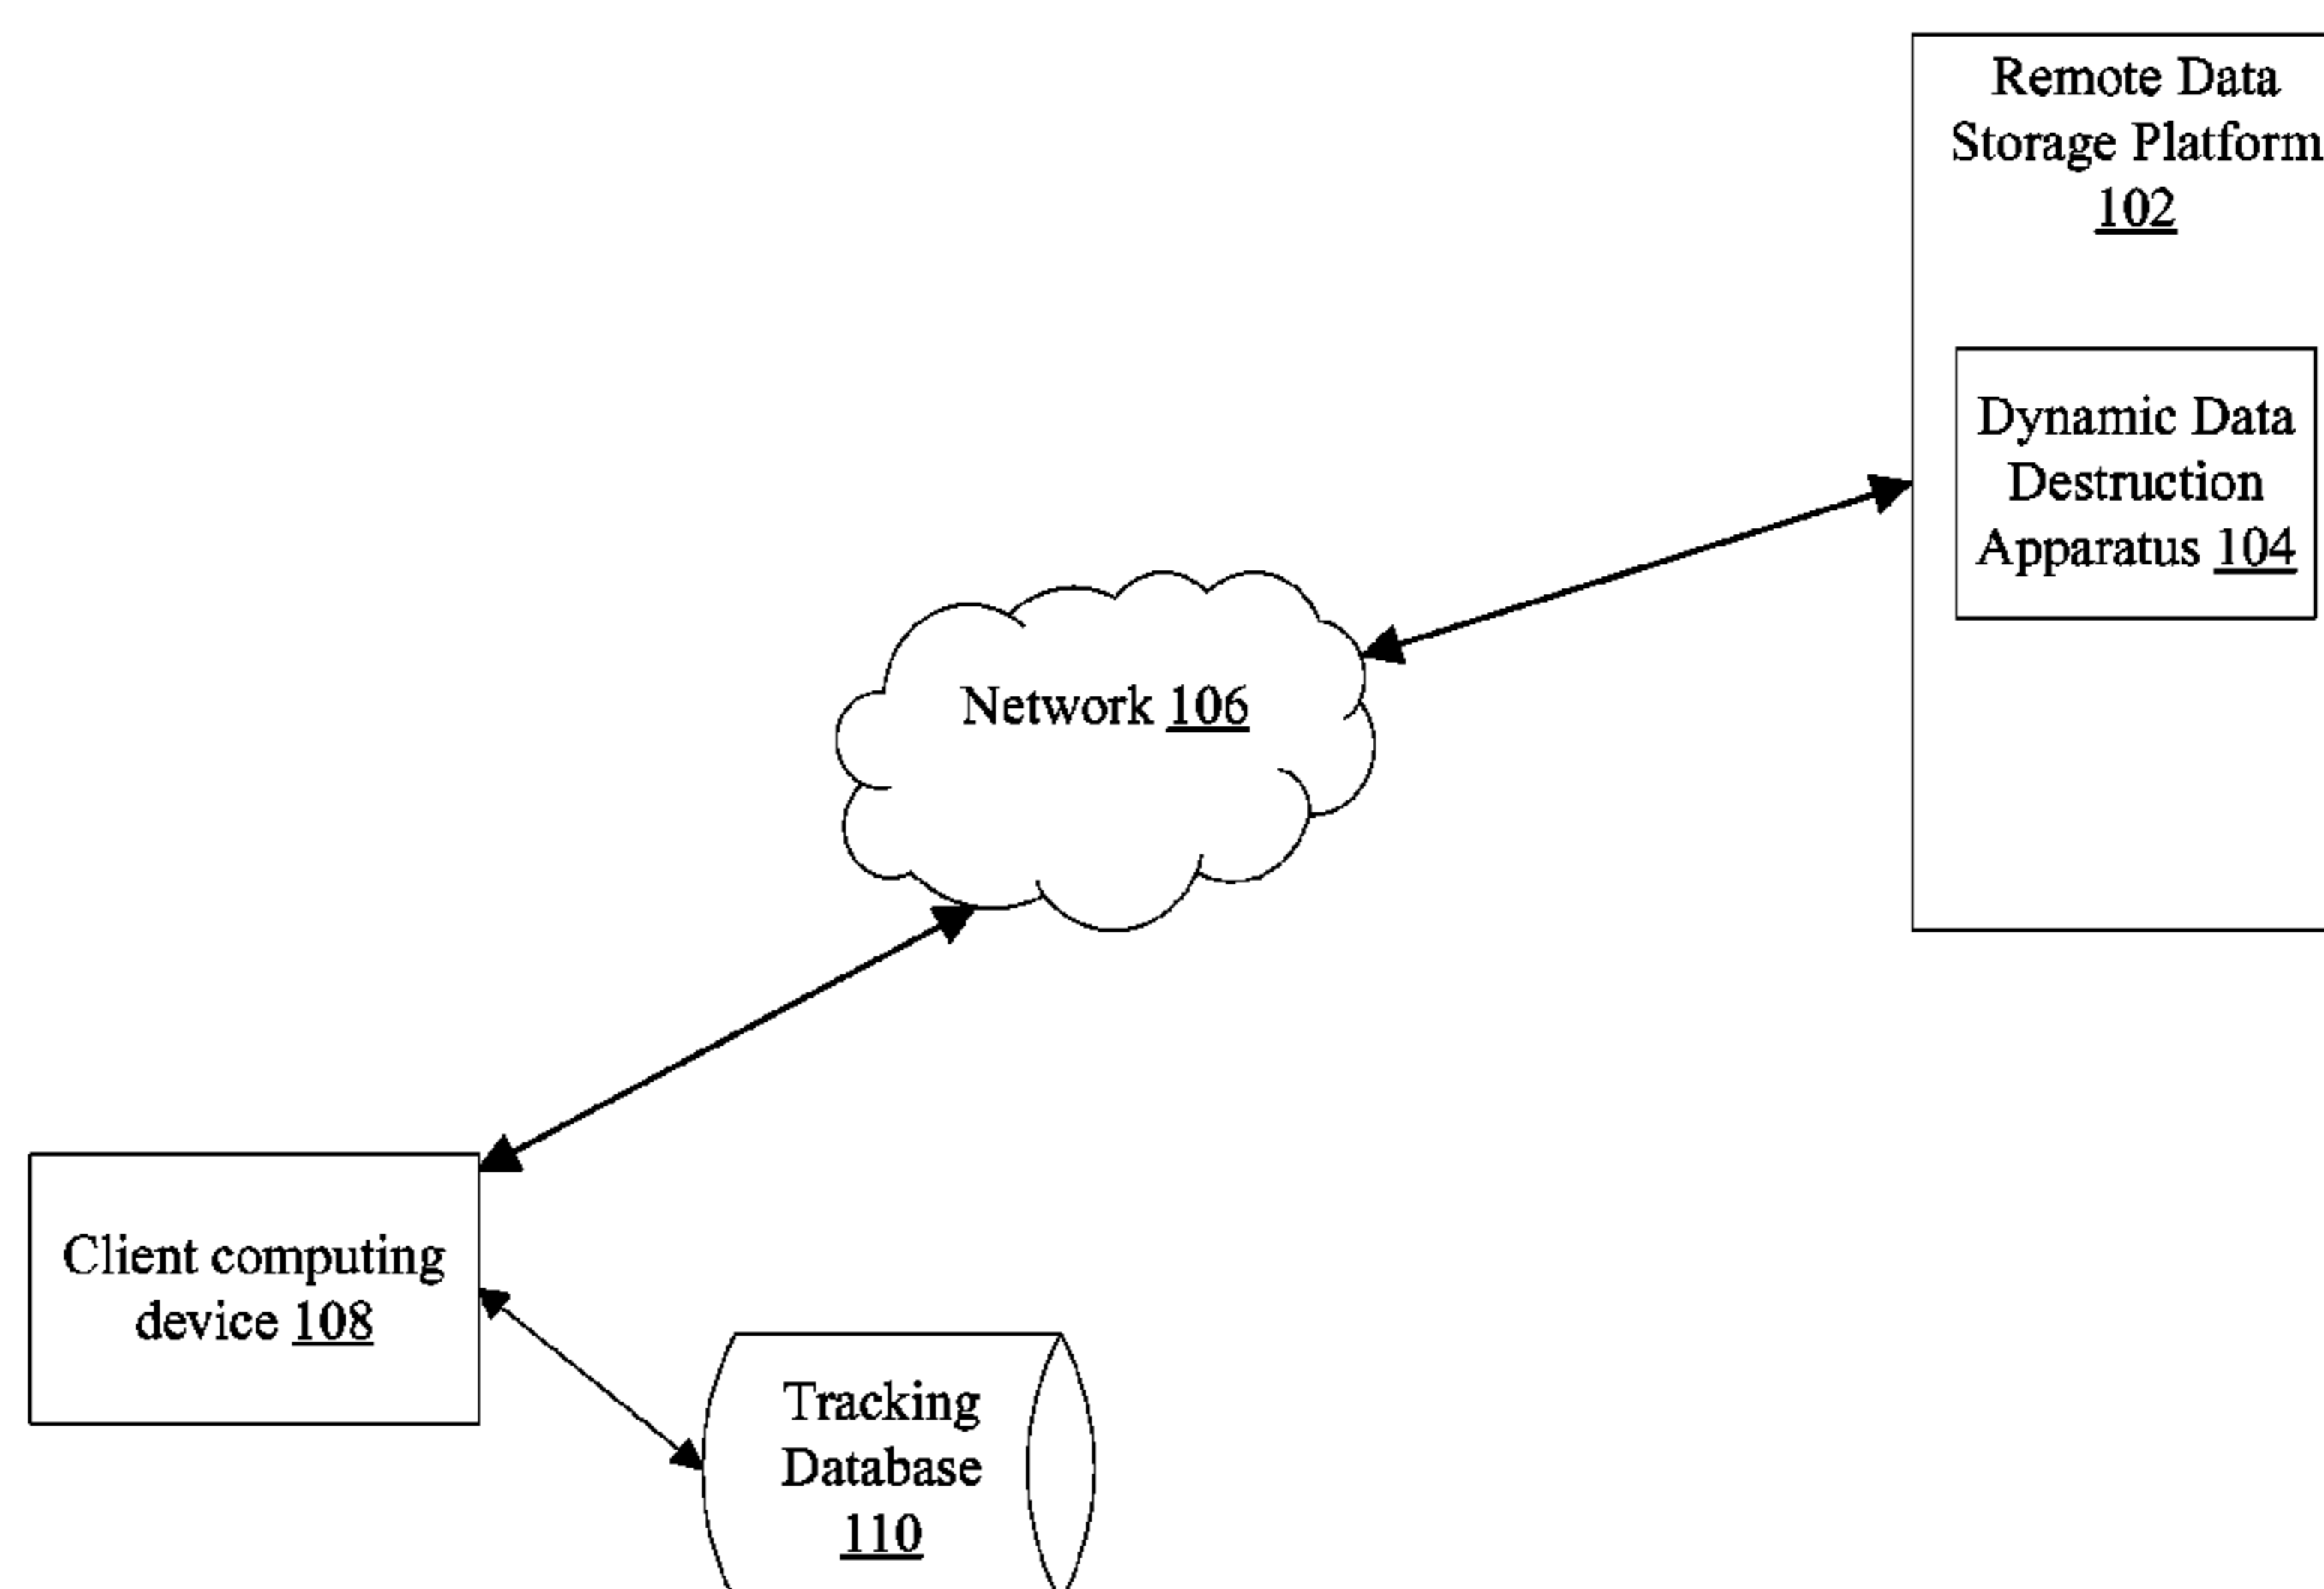 Remote Data
Storage Platform
102
Dynamic Data
Destruction
Apparatus 104
Network 106
Client computing
device 108
Tracking
Database
110